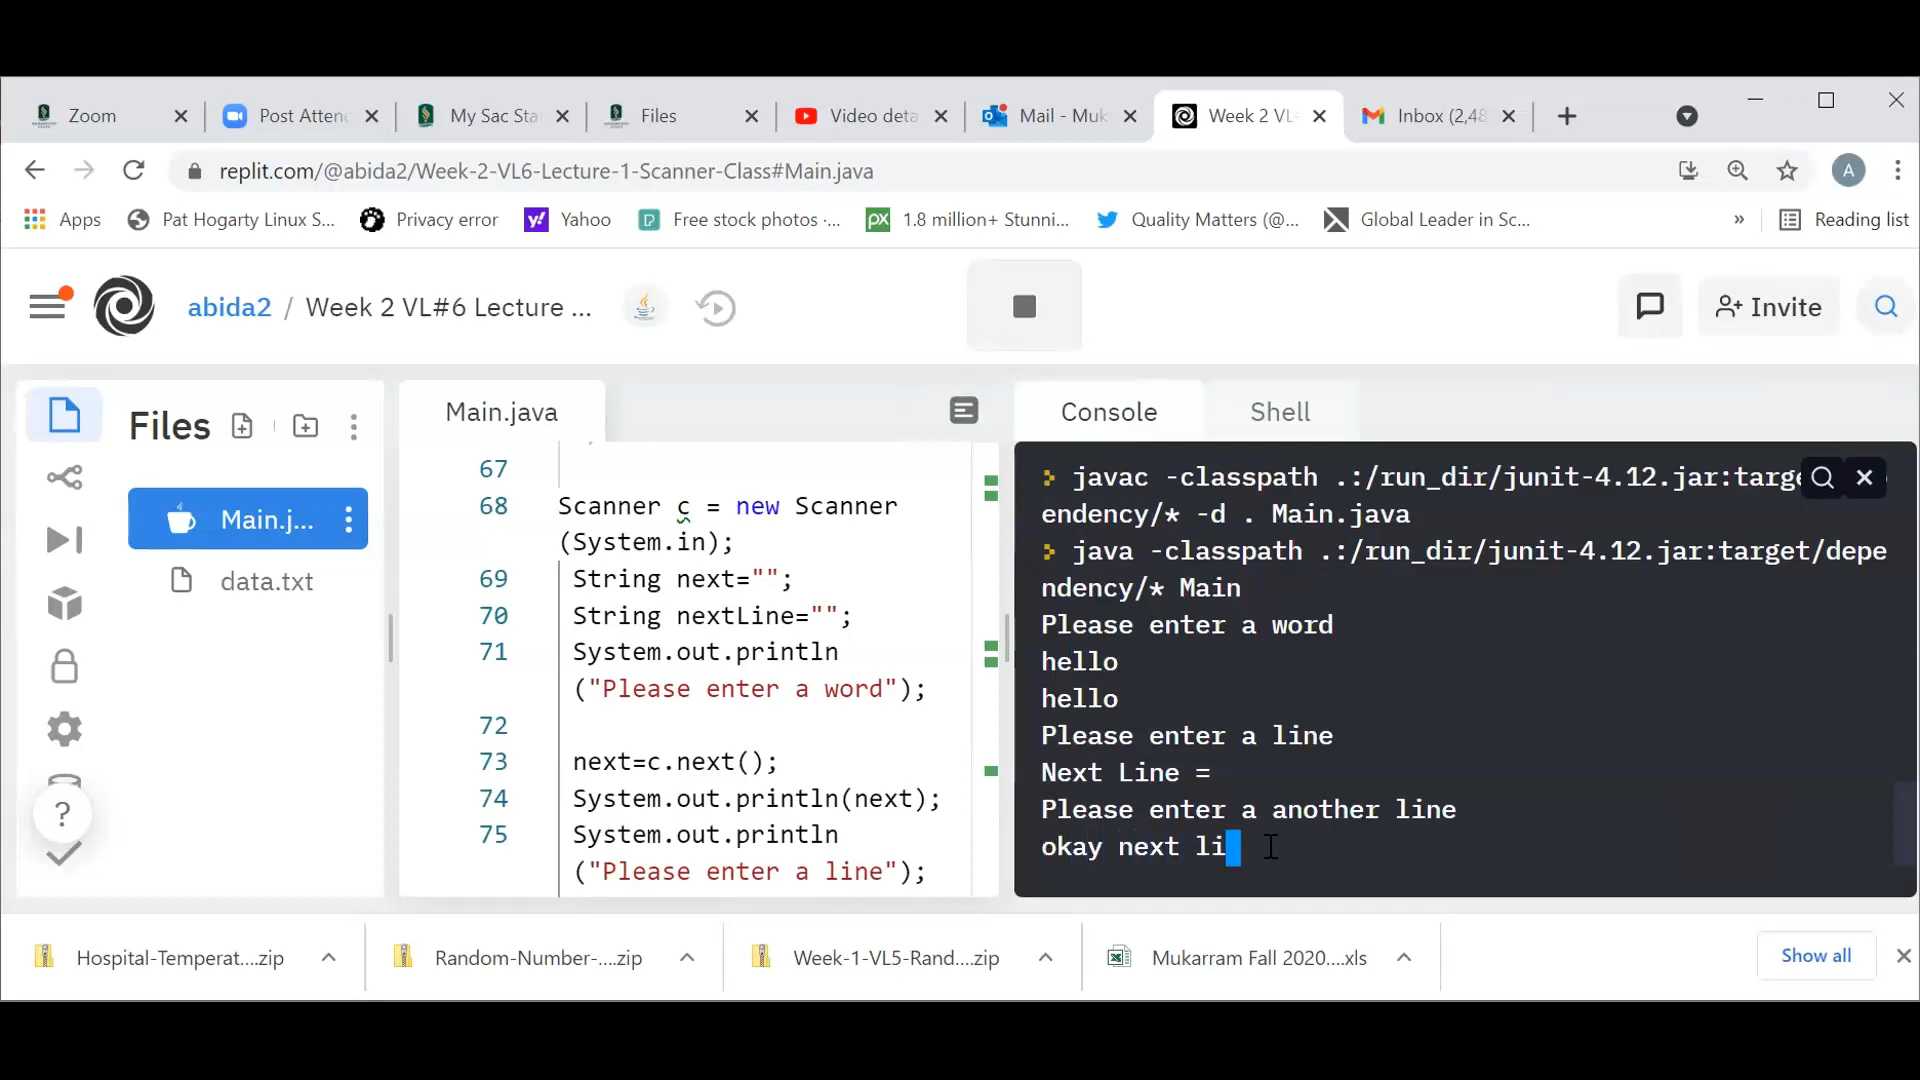 Zoom
Post Attenc
My Sac Sta
Files
Video deta
Mail - Muk
Week 2 VL
Inbox (2,48
replit.com/@abida2/Week-2-VL6-Lecture-1-Scanner-Class#Main.java
A
Apps
Pat Hogarty Linux S...
Privacy error
Yahoo
Free stock photos ·...
1.8 million+ Stunni...
Quality Matters (@...
Global Leader in Sc...
»
Reading list
abida2 / Week 2 VL#6 Lecture ...
Invite
Files
Main.j...
data.txt
?
Main.java
67
68 Scanner c = new Scanner
(System.in);
69 String next="";
70 String nextLine="";
71 System.out.println
("Please enter a word");
72
73 next=c.next();
74 System.out.println(next);
75 System.out.println
("Please enter a line");
Console
Shell
javac -classpath .:/run_dir/junit-4.12.jar:targe
endency/* -d . Main.java
java -classpath .:/run_dir/junit-4.12.jar:target/depe
ndency/* Main
Please enter a word
hello
hello
Please enter a line
Next Line =
Please enter a another line
okay next li
Hospital-Temperat....zip
Random-Number-....zip
Week-1-VL5-Rand....zip
Mukarram Fall 2020....xls
Show all